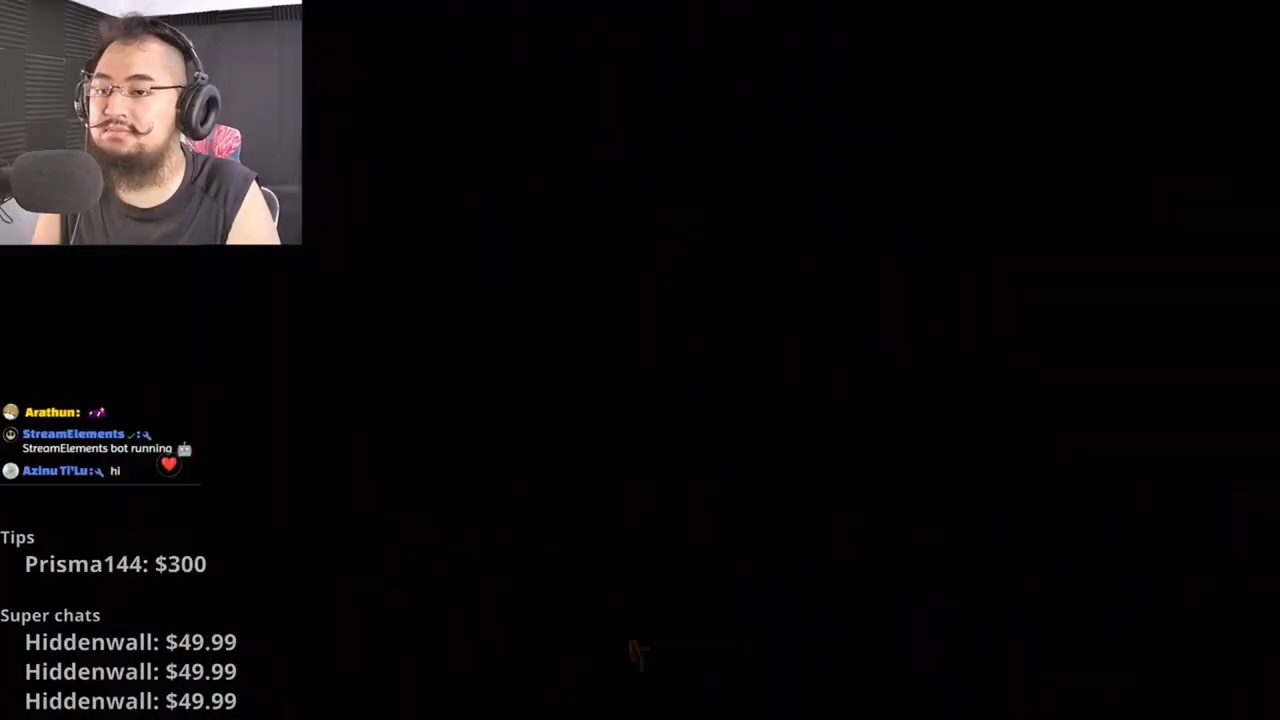 Arathun:
StreamElements :
StreamElements bot running 🤖
Azinu Ti'Lu: hi
Tips
Prisma144: $300
Super chats
Hiddenwall: $49.99
Hiddenwall: $49.99
Hiddenwall: $49.99